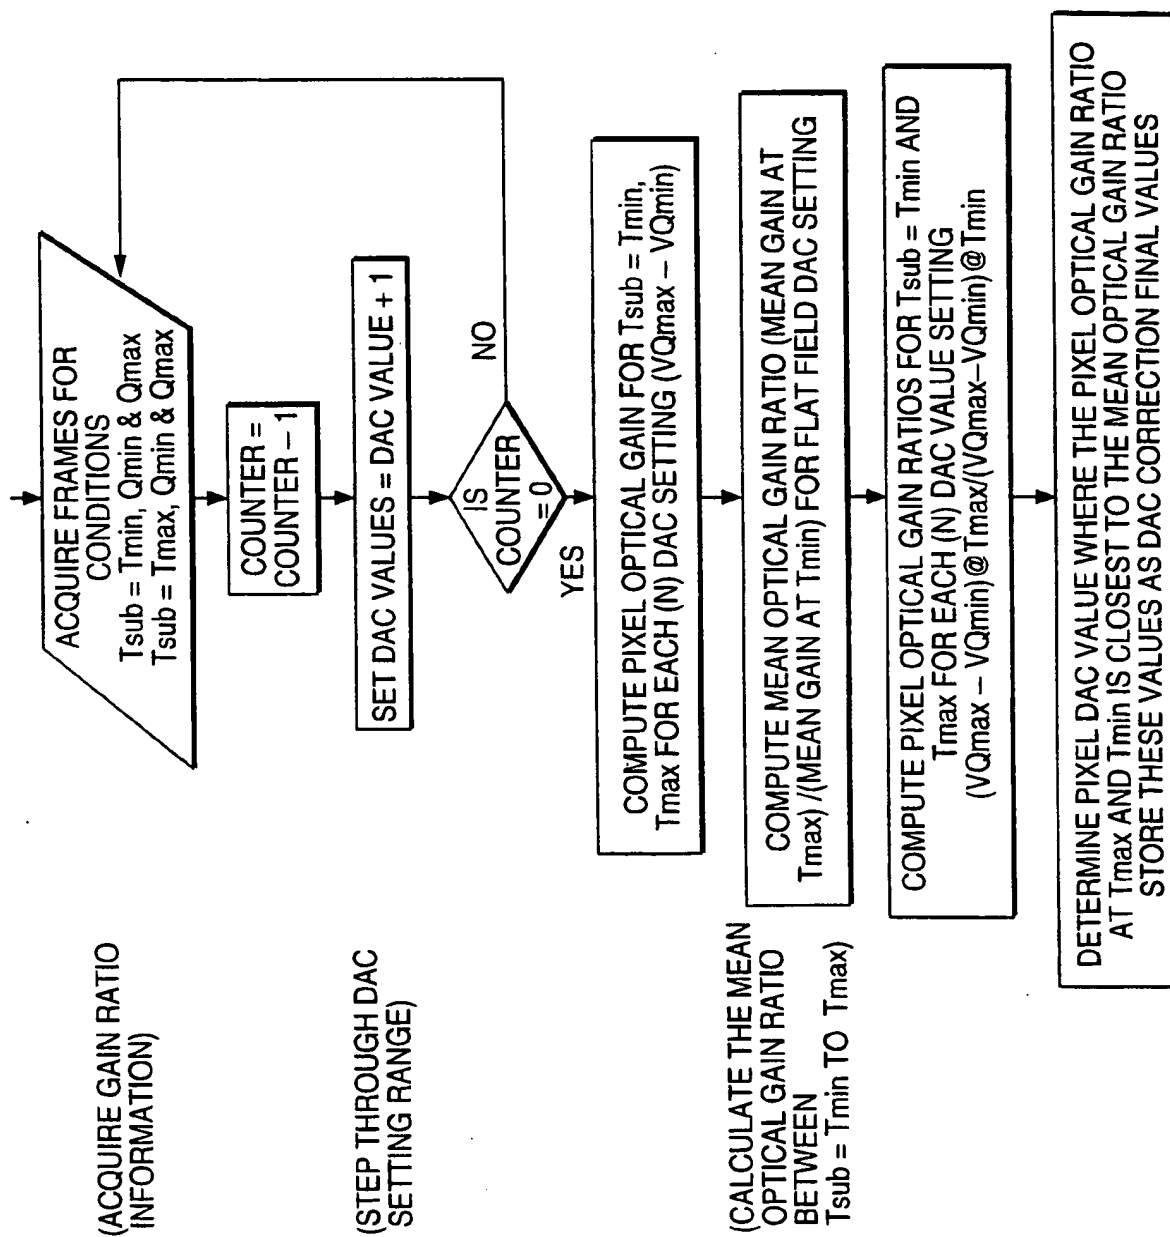 (ACQUIRE GAIN RATIO
INFORMATION)
ACQUIRE FRAMES FOR
CONDITIONS
Tsub = Tmin, Qmin & Qmax
Tsub = Tmax, Qmin & Qmax
COUNTER =
COUNTER – 1
(STEP THROUGH DAC
SETTING RANGE)
SET DAC VALUES = DAC VALUE + 1
IS
COUNTER
= 0
NO
YES
COMPUTE PIXEL OPTICAL GAIN FOR Tsub = Tmin,
Tmax FOR EACH (N) DAC SETTING (VQmax – VQmin)
(CALCULATE THE MEAN
OPTICAL GAIN RATIO
BETWEEN
Tsub = Tmin TO Tmax)
COMPUTE MEAN OPTICAL GAIN RATIO (MEAN GAIN AT
Tmax) /(MEAN GAIN AT Tmin) FOR FLAT FIELD DAC SETTING
COMPUTE PIXEL OPTICAL GAIN RATIOS FOR Tsub = Tmin AND
Tmax FOR EACH (N) DAC VALUE SETTING
(VQmax – VQmin)@Tmax/(VQmax–VQmin)@Tmin
DETERMINE PIXEL DAC VALUE WHERE THE PIXEL OPTICAL GAIN RATIO
AT Tmax AND Tmin IS CLOSEST TO THE MEAN OPTICAL GAIN RATIO
STORE THESE VALUES AS DAC CORRECTION FINAL VALUES